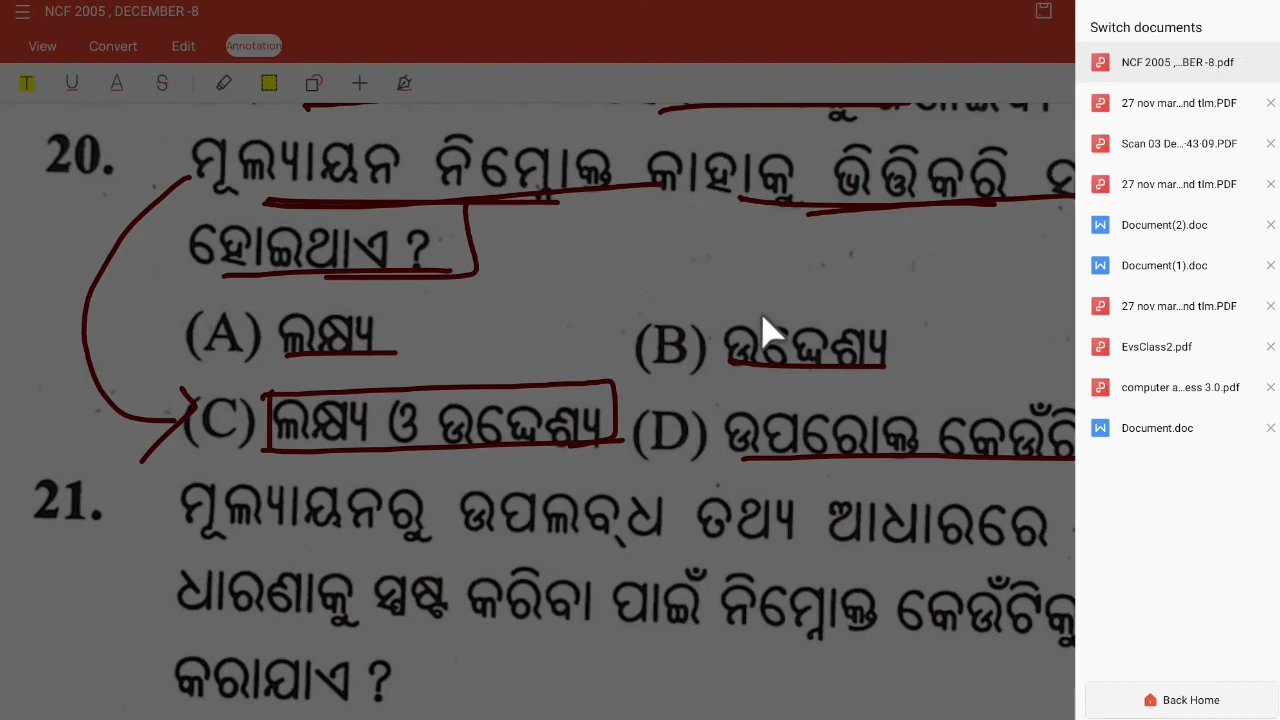 NCF 2005 , DECEMBER -8
View Convert Edit Annotation
T U A S
20. ମୂଲ୍ୟାୟନ ନିମ୍ନୋକ୍ତ କାହାକୁ ଭିତ୍ତିକରି
ହୋଇଥାଏ ?
(A) ଲକ୍ଷ୍ୟ (B) ଉଦ୍ଦେଶ୍ୟ
(C) ଲକ୍ଷ୍ୟ ଓ ଉଦ୍ଦେଶ୍ୟ (D) ଉପରୋକ୍ତ
21. ମୂଲ୍ୟାୟନରୁ ଉପଲବ୍ଧ ତଥ୍ୟ ଆଧାରରେ
ଧାରଣାକୁ ସ୍ପଷ୍ଟ କରିବା ପାଇଁ ନିମ୍ନୋକ୍ତ କେଉଁଟିକୁ
କରାଯାଏ ?
Switch documents
NCF 2005 ,...BER -8.pdf
27 nov mar...nd tlm.PDF
Scan 03 De...43-09.PDF
27 nov mar...nd tlm.PDF
Document(2).doc
Document(1).doc
27 nov mar...nd tlm.PDF
EvsClass2.pdf
computer a...ess 3.0.pdf
Document.doc
Back Home